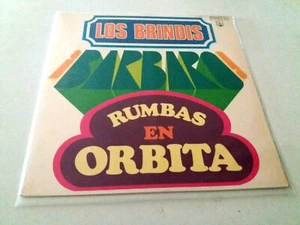 LOS BRINDIS
RUMBAS
EN
ORBITA